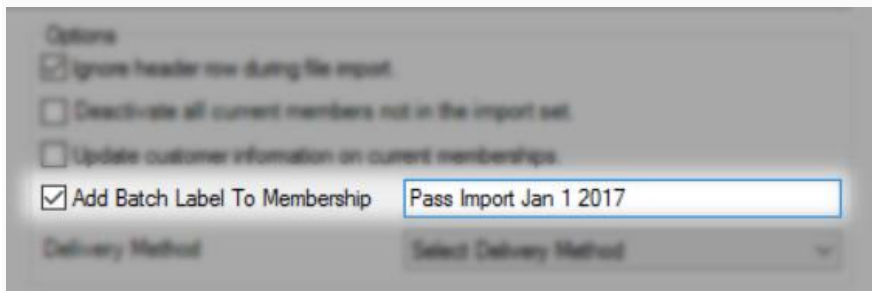 Options
Ignore header row during file import.
Deactivate all current members not in the import set.
Update customer information on current memberships.
Add Batch Label To Membership Pass Import Jan 1 2017
Delivery Method Select Delivery Method